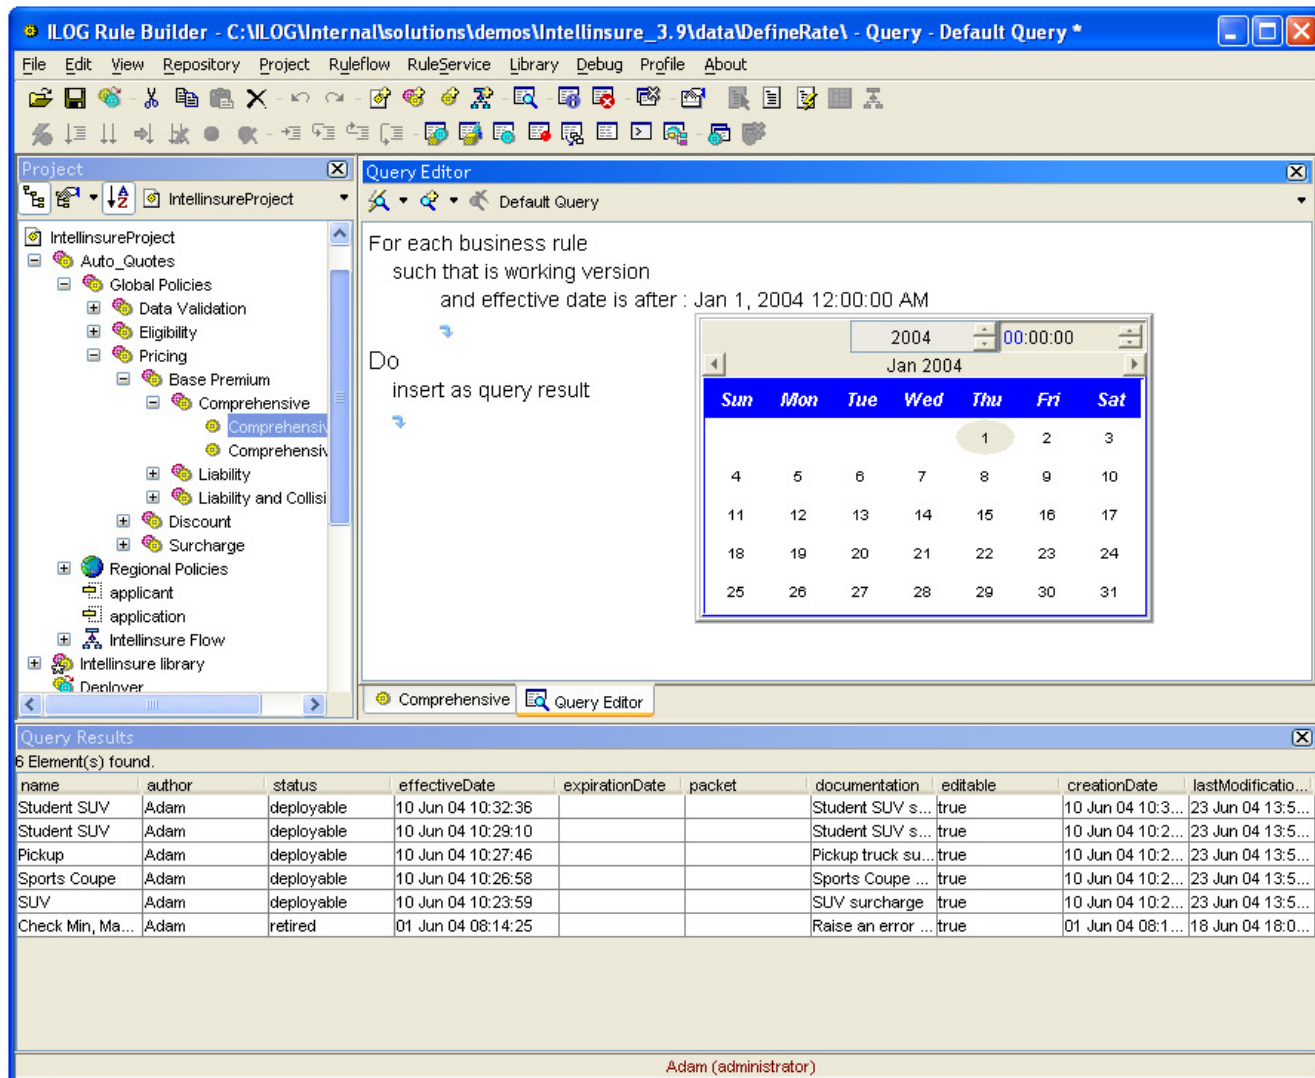 ILOG Rule Builder - C:\ILOG\Internal\solutions\demos\Intellinsure_3.9\data\DefineRate\ - Query - Default Query *
File Edit View Repository Project Ruleflow RuleService Library Debug Profile About
Project
IntellinsureProject
IntellinsureProject
Auto_Quotes
Global Policies
Data Validation
Eligibility
Pricing
Base Premium
Comprehensive
Comprehensiv
Comprehensiv
Liability
Liability and Collisi
Discount
Surcharge
Regional Policies
applicant
application
Intellinsure Flow
Intellinsure library
Deployer
Query Editor
Default Query
For each business rule
such that is working version
and effective date is after : Jan 1, 2004 12:00:00 AM
Do
insert as query result
2004 00:00:00
Jan 2004
Sun Mon Tue Wed Thu Fri Sat
1 2 3
4 5 6 7 8 9 10
11 12 13 14 15 16 17
18 19 20 21 22 23 24
25 26 27 28 29 30 31
Comprehensive Query Editor
Query Results
6 Element(s) found.
name author status effectiveDate expirationDate packet documentation editable creationDate lastModificatio...
Student SUV Adam deployable 10 Jun 04 10:32:36 Student SUV s... true 10 Jun 04 10:3... 23 Jun 04 13:5...
Student SUV Adam deployable 10 Jun 04 10:29:10 Student SUV s... true 10 Jun 04 10:2... 23 Jun 04 13:5...
Pickup Adam deployable 10 Jun 04 10:27:46 Pickup truck su... true 10 Jun 04 10:2... 23 Jun 04 13:5...
Sports Coupe Adam deployable 10 Jun 04 10:26:58 Sports Coupe ... true 10 Jun 04 10:2... 23 Jun 04 13:5...
SUV Adam deployable 10 Jun 04 10:23:59 SUV surcharge true 10 Jun 04 10:2... 23 Jun 04 13:5...
Check Min, Ma... Adam retired 01 Jun 04 08:14:25 Raise an error ... true 01 Jun 04 08:1... 18 Jun 04 18:0...
Adam (administrator)